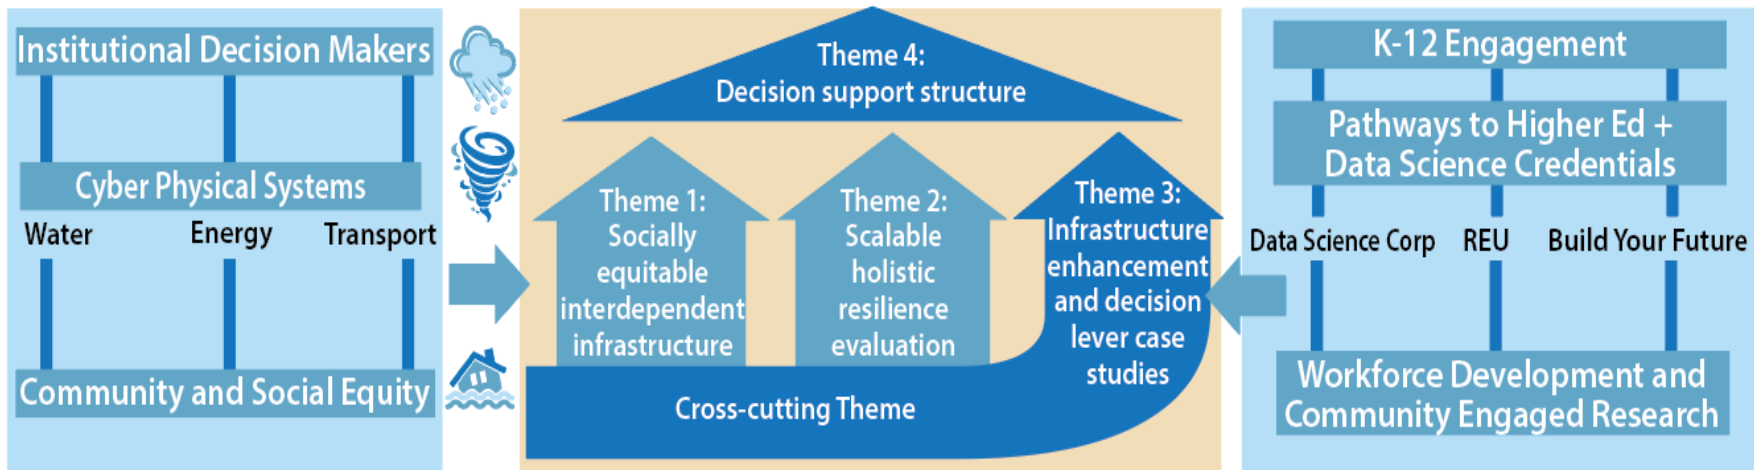 Institutional Decision Makers
Cyber Physical Systems
Water
Energy
Transport
Community and Social Equity
Theme 4:
Decision support structure
Theme 1:
Socially
equitable
interdependent
infrastructure
Theme 2:
Scalable
holistic
resilience
evaluation
Theme 3:
Infrastructure
enhancement
and decision
lever case
studies
Cross-cutting Theme
K-12 Engagement
Pathways to Higher Ed +
Data Science Credentials
Data Science Corp
REU
Build Your Future
Workforce Development and
Community Engaged Research